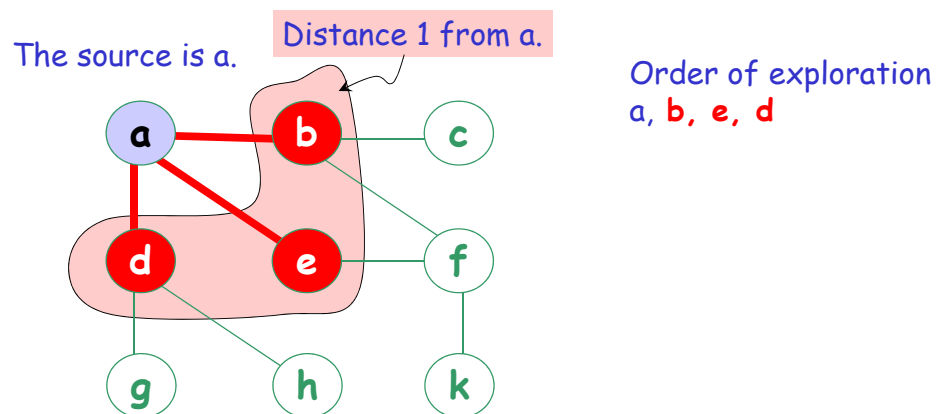 The source is a.
Distance 1 from a.
Order of exploration
a, b, e, d
a
b
c
d
e
f
g
h
k